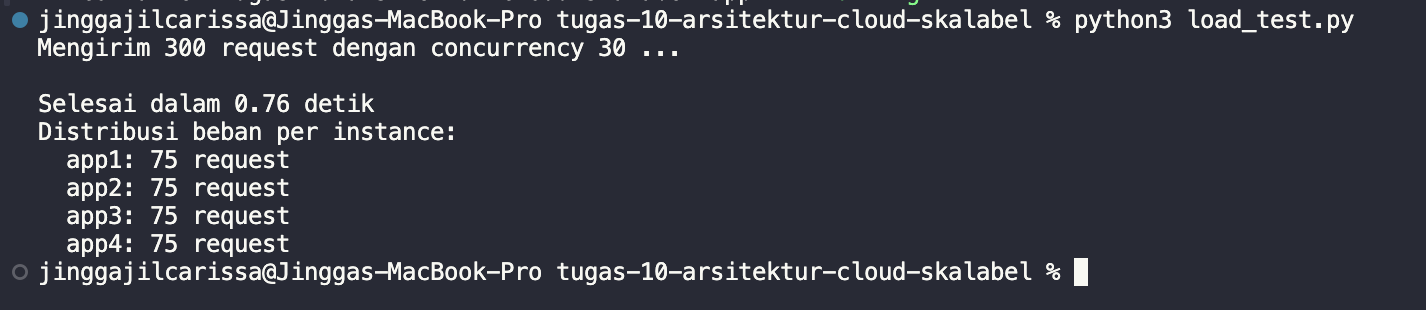 jinggajilcarissa@Jinggas-MacBook-Pro tugas-10-arsitektur-cloud-skalabel % python3 load_test.py
Mengirim 300 request dengan concurrency 30 ...
Selesai dalam 0.76 detik
Distribusi beban per instance:
  app1: 75 request
  app2: 75 request
  app3: 75 request
  app4: 75 request
jinggajilcarissa@Jinggas-MacBook-Pro tugas-10-arsitektur-cloud-skalabel %